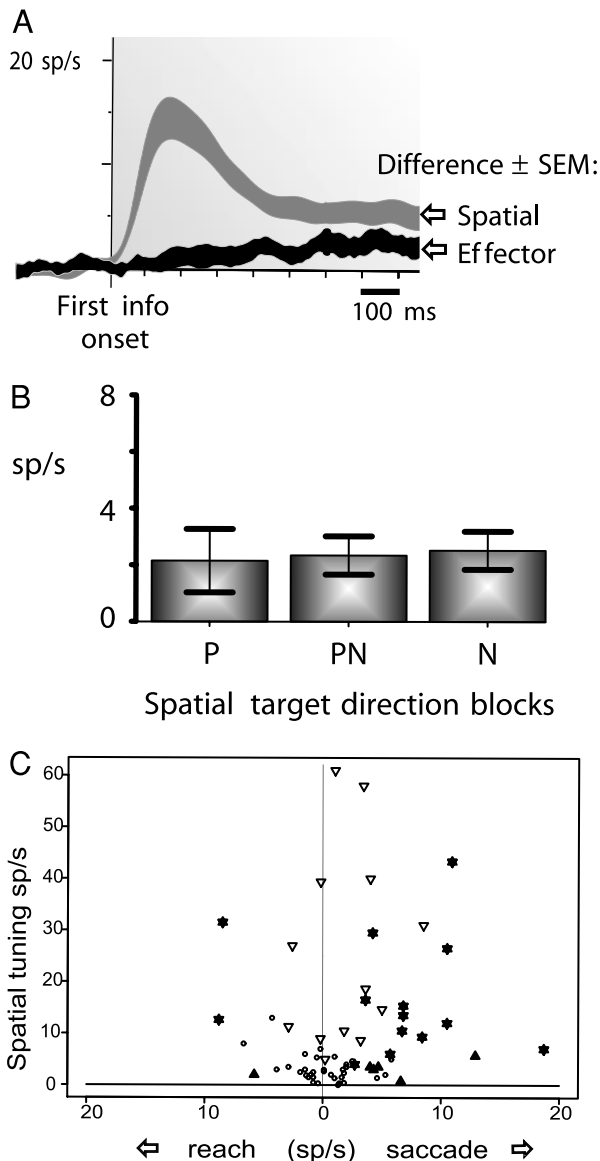 A
20 sp/s
Difference ± SEM:
⇦ Spatial
⇦ Effector
First info
onset
100 ms
B
8
sp/s
4
0
P PN N
Spatial target direction blocks
C
60
50
40
30
20
10
0
Spatial tuning sp/s
20 10 0 10 20
⇦ reach (sp/s) saccade ⇨